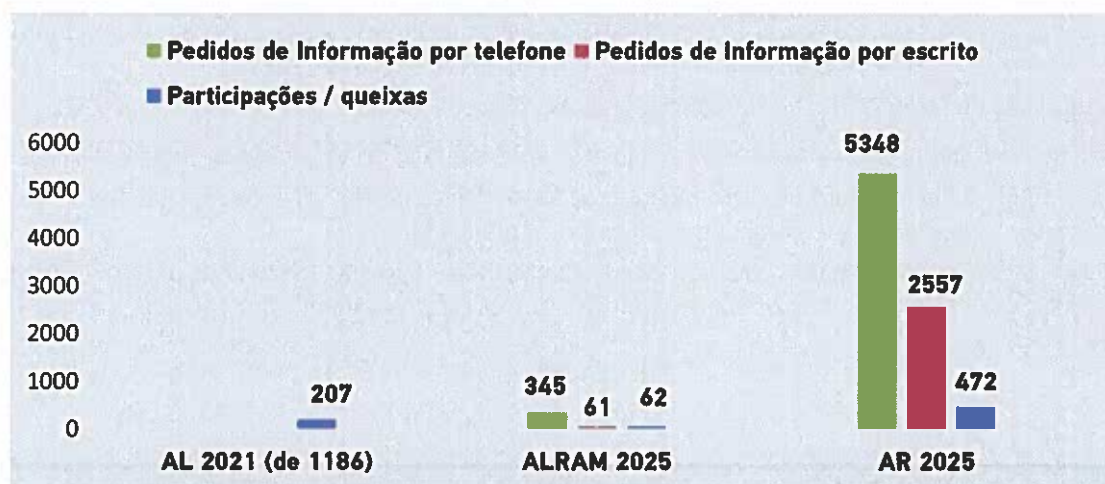 Pedidos de Informação por telefone Pedidos de Informação por escrito
Participações / queixas
6000
5000
4000
3000
2000
1000
0
207
345
61
62
5348
2557
472
AL 2021 (de 1186)
ALRAM 2025
AR 2025